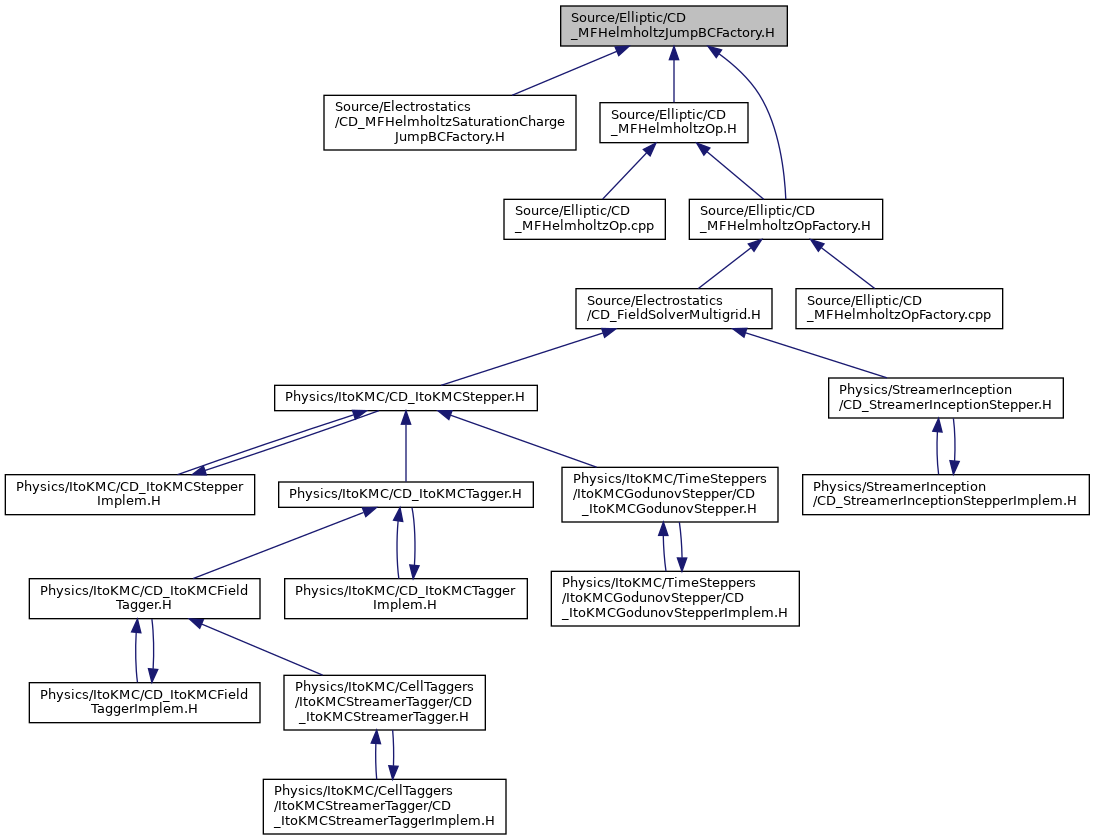 Source/Elliptic/CD
_MFHelmholtzJumpBCFactory.H
Source/Electrostatics
/CD_MFHelmholtzSaturationCharge
JumpBCFactory.H
Source/Elliptic/CD
_MFHelmholtzOp.H
Source/Elliptic/CD
_MFHelmholtzOp.cpp
Source/Elliptic/CD
_MFHelmholtzOpFactory.H
Source/Electrostatics
/CD_FieldSolverMultigrid.H
Source/Elliptic/CD
_MFHelmholtzOpFactory.cpp
Physics/ItoKMC/CD_ItoKMCStepper.H
Physics/StreamerInception
/CD_StreamerInceptionStepper.H
Physics/ItoKMC/CD_ItoKMCStepper
Implem.H
Physics/ItoKMC/CD_ItoKMCTagger.H
Physics/ItoKMC/TimeSteppers
/ItoKMCGodunovStepper/CD
_ItoKMCGodunovStepper.H
Physics/StreamerInception
/CD_StreamerInceptionStepperImplem.H
Physics/ItoKMC/CD_ItoKMCField
Tagger.H
Physics/ItoKMC/CD_ItoKMCTagger
Implem.H
Physics/ItoKMC/TimeSteppers
/ItoKMCGodunovStepper/CD
_ItoKMCGodunovStepperImplem.H
Physics/ItoKMC/CD_ItoKMCField
TaggerImplem.H
Physics/ItoKMC/CellTaggers
/ItoKMCStreamerTagger/CD
_ItoKMCStreamerTagger.H
Physics/ItoKMC/CellTaggers
/ItoKMCStreamerTagger/CD
_ItoKMCStreamerTaggerImplem.H